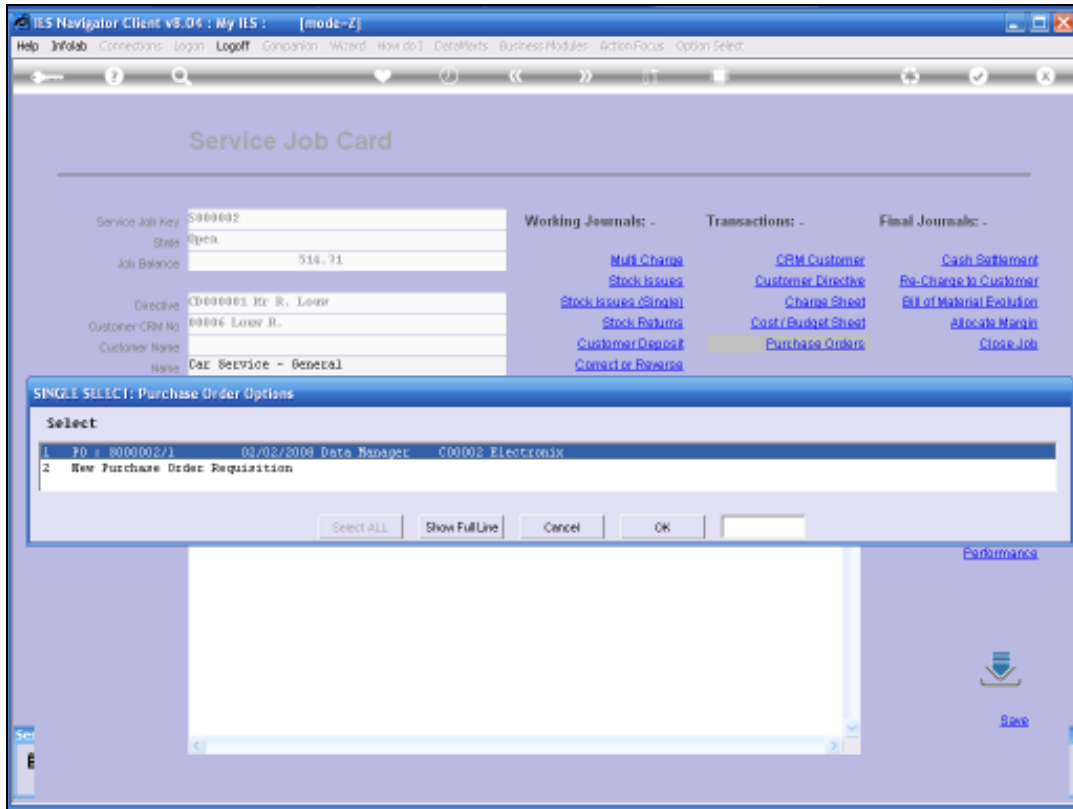 IES Navigator Client v8.04 : My IES : [mode=Z]
Help Infolab Connections Logon Logoff Companion Wizard How do I DataMerts Business Modules Action Focus Option Select
Service Job Card
Service Job Key S000002
State Open
Job Balance 514.71
Directive CD000001 Mr R. Louw
Customer CRM No 00006 Louw R.
Customer Name
Name Car Service - General
Working Journals: -
Multi Charge
Stock Issues
Stock Issues (Single)
Stock Returns
Customer Deposit
Correct or Reverse
Transactions: -
CRM Customer
Customer Directive
Charge Sheet
Cost / Budget Sheet
Purchase Orders
Final Journals: -
Cash Settlement
Re-Charge to Customer
Bill of Material Evolution
Allocate Margin
Close Job
SINGLE SELECT: Purchase Order Options
Select
1 PO : S000002/1 02/02/2008 Data Manager C00002 Electronix
2 New Purchase Order Requisition
Select ALL Show Full Line Cancel OK
Performance
Save